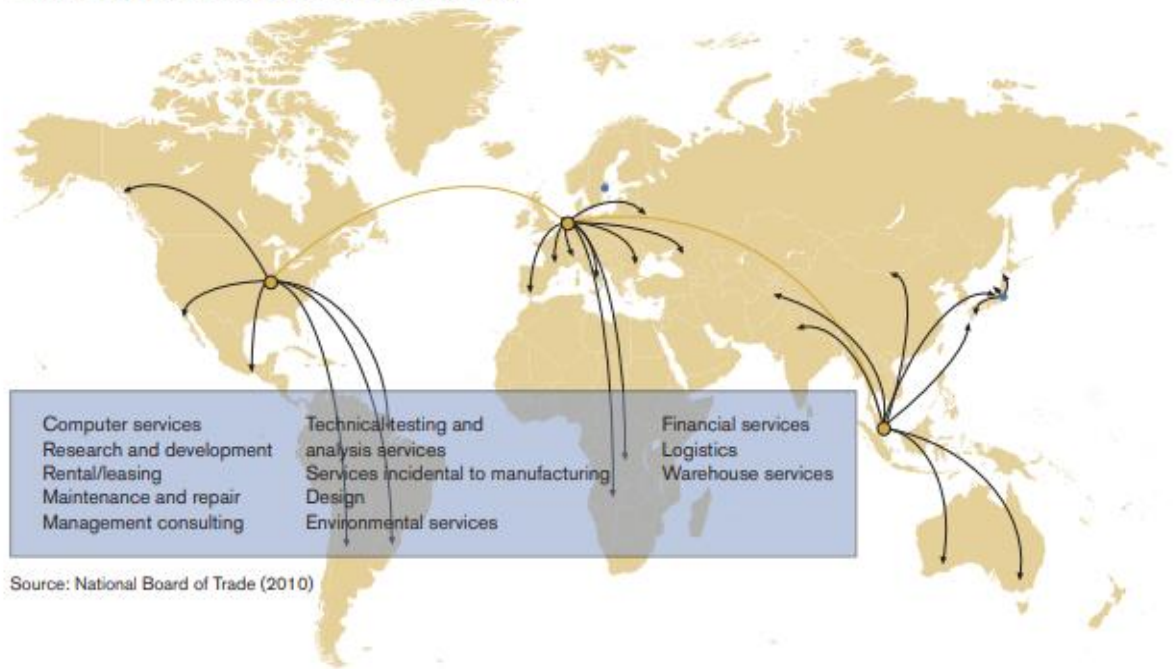 Computer services
Research and development
Rental/leasing
Maintenance and repair
Management consulting
Technical testing and
analysis services
Services incidental to manufacturing
Design
Environmental services
Financial services
Logistics
Warehouse services
Source: National Board of Trade (2010)